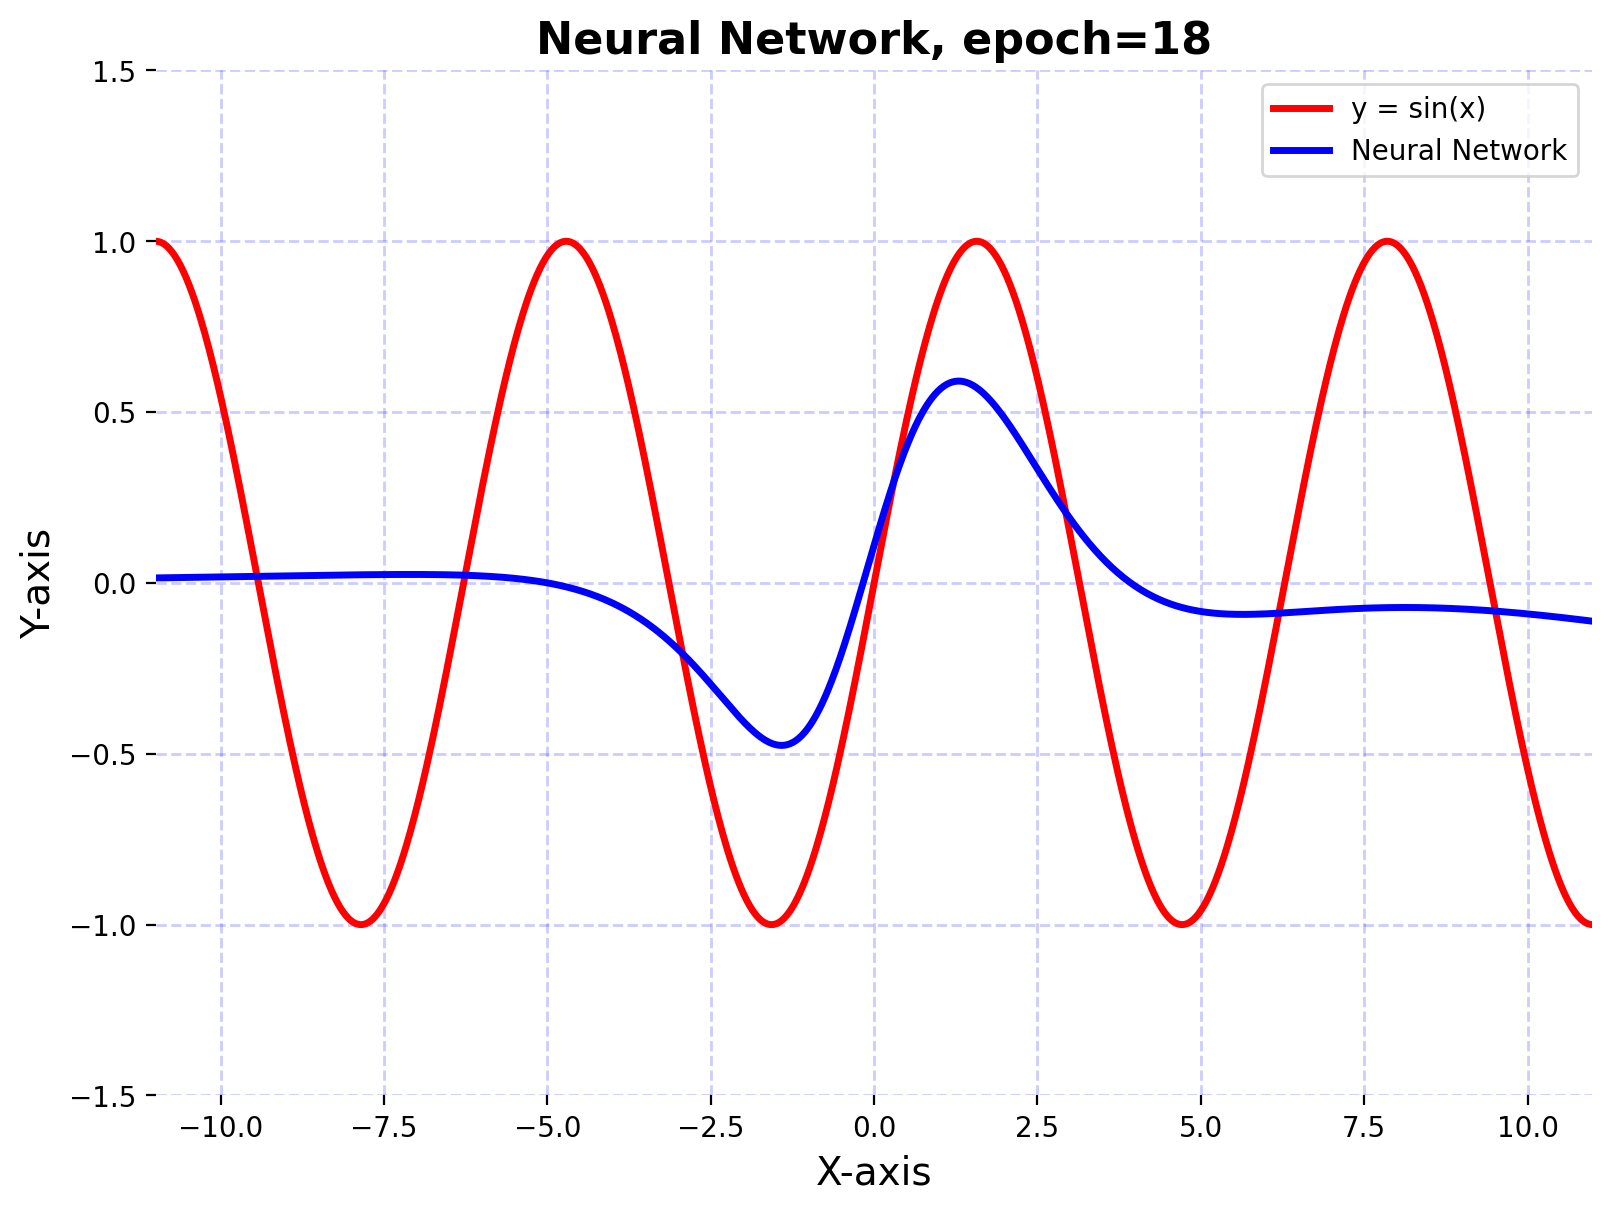 Neural Network, epoch=18
1.5
y = sin(x)
Neural Network
1.0
0.5
Y-axis
0.0
−0.5
−1.0
−1.5
−10.0 −7.5 −5.0 −2.5 0.0 2.5 5.0 7.5 10.0
X-axis